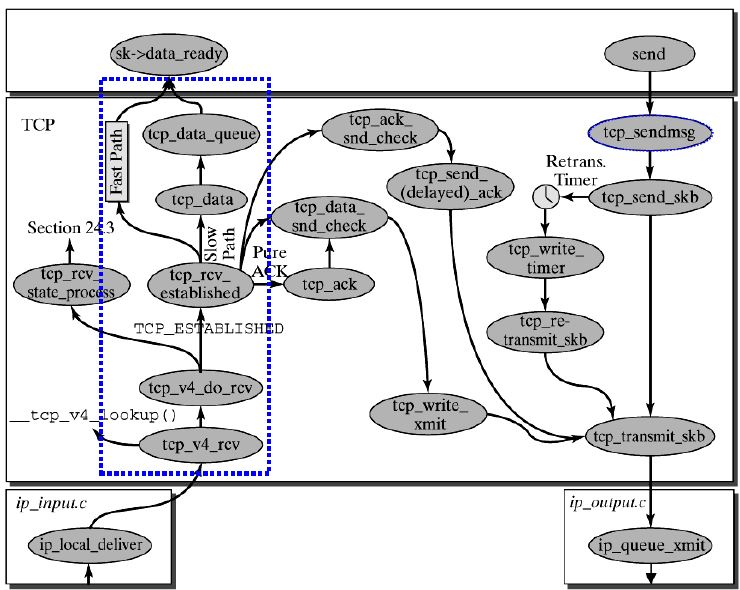 sk->data_ready
send
TCP
Fast Path
tcp_data_queue
tcp_ack_
snd_check
tcp_sendmsg
tcp_data
tcp_send_
(delayed)_ack
Retrans.
Timer
tcp_send_skb
Section 24.3
Slow
Path
tcp_data_
snd_check
tcp_write_
timer
tcp_rcv_
state_process
tcp_rcv_
established
Pure
ACK
tcp_ack
TCP_ESTABLISHED
tcp_re-
transmit_skb
tcp_v4_do_rcv
__tcp_v4_lookup()
tcp_v4_rcv
tcp_write_
xmit
tcp_transmit_skb
ip_input.c
ip_output.c
ip_local_deliver
ip_queue_xmit